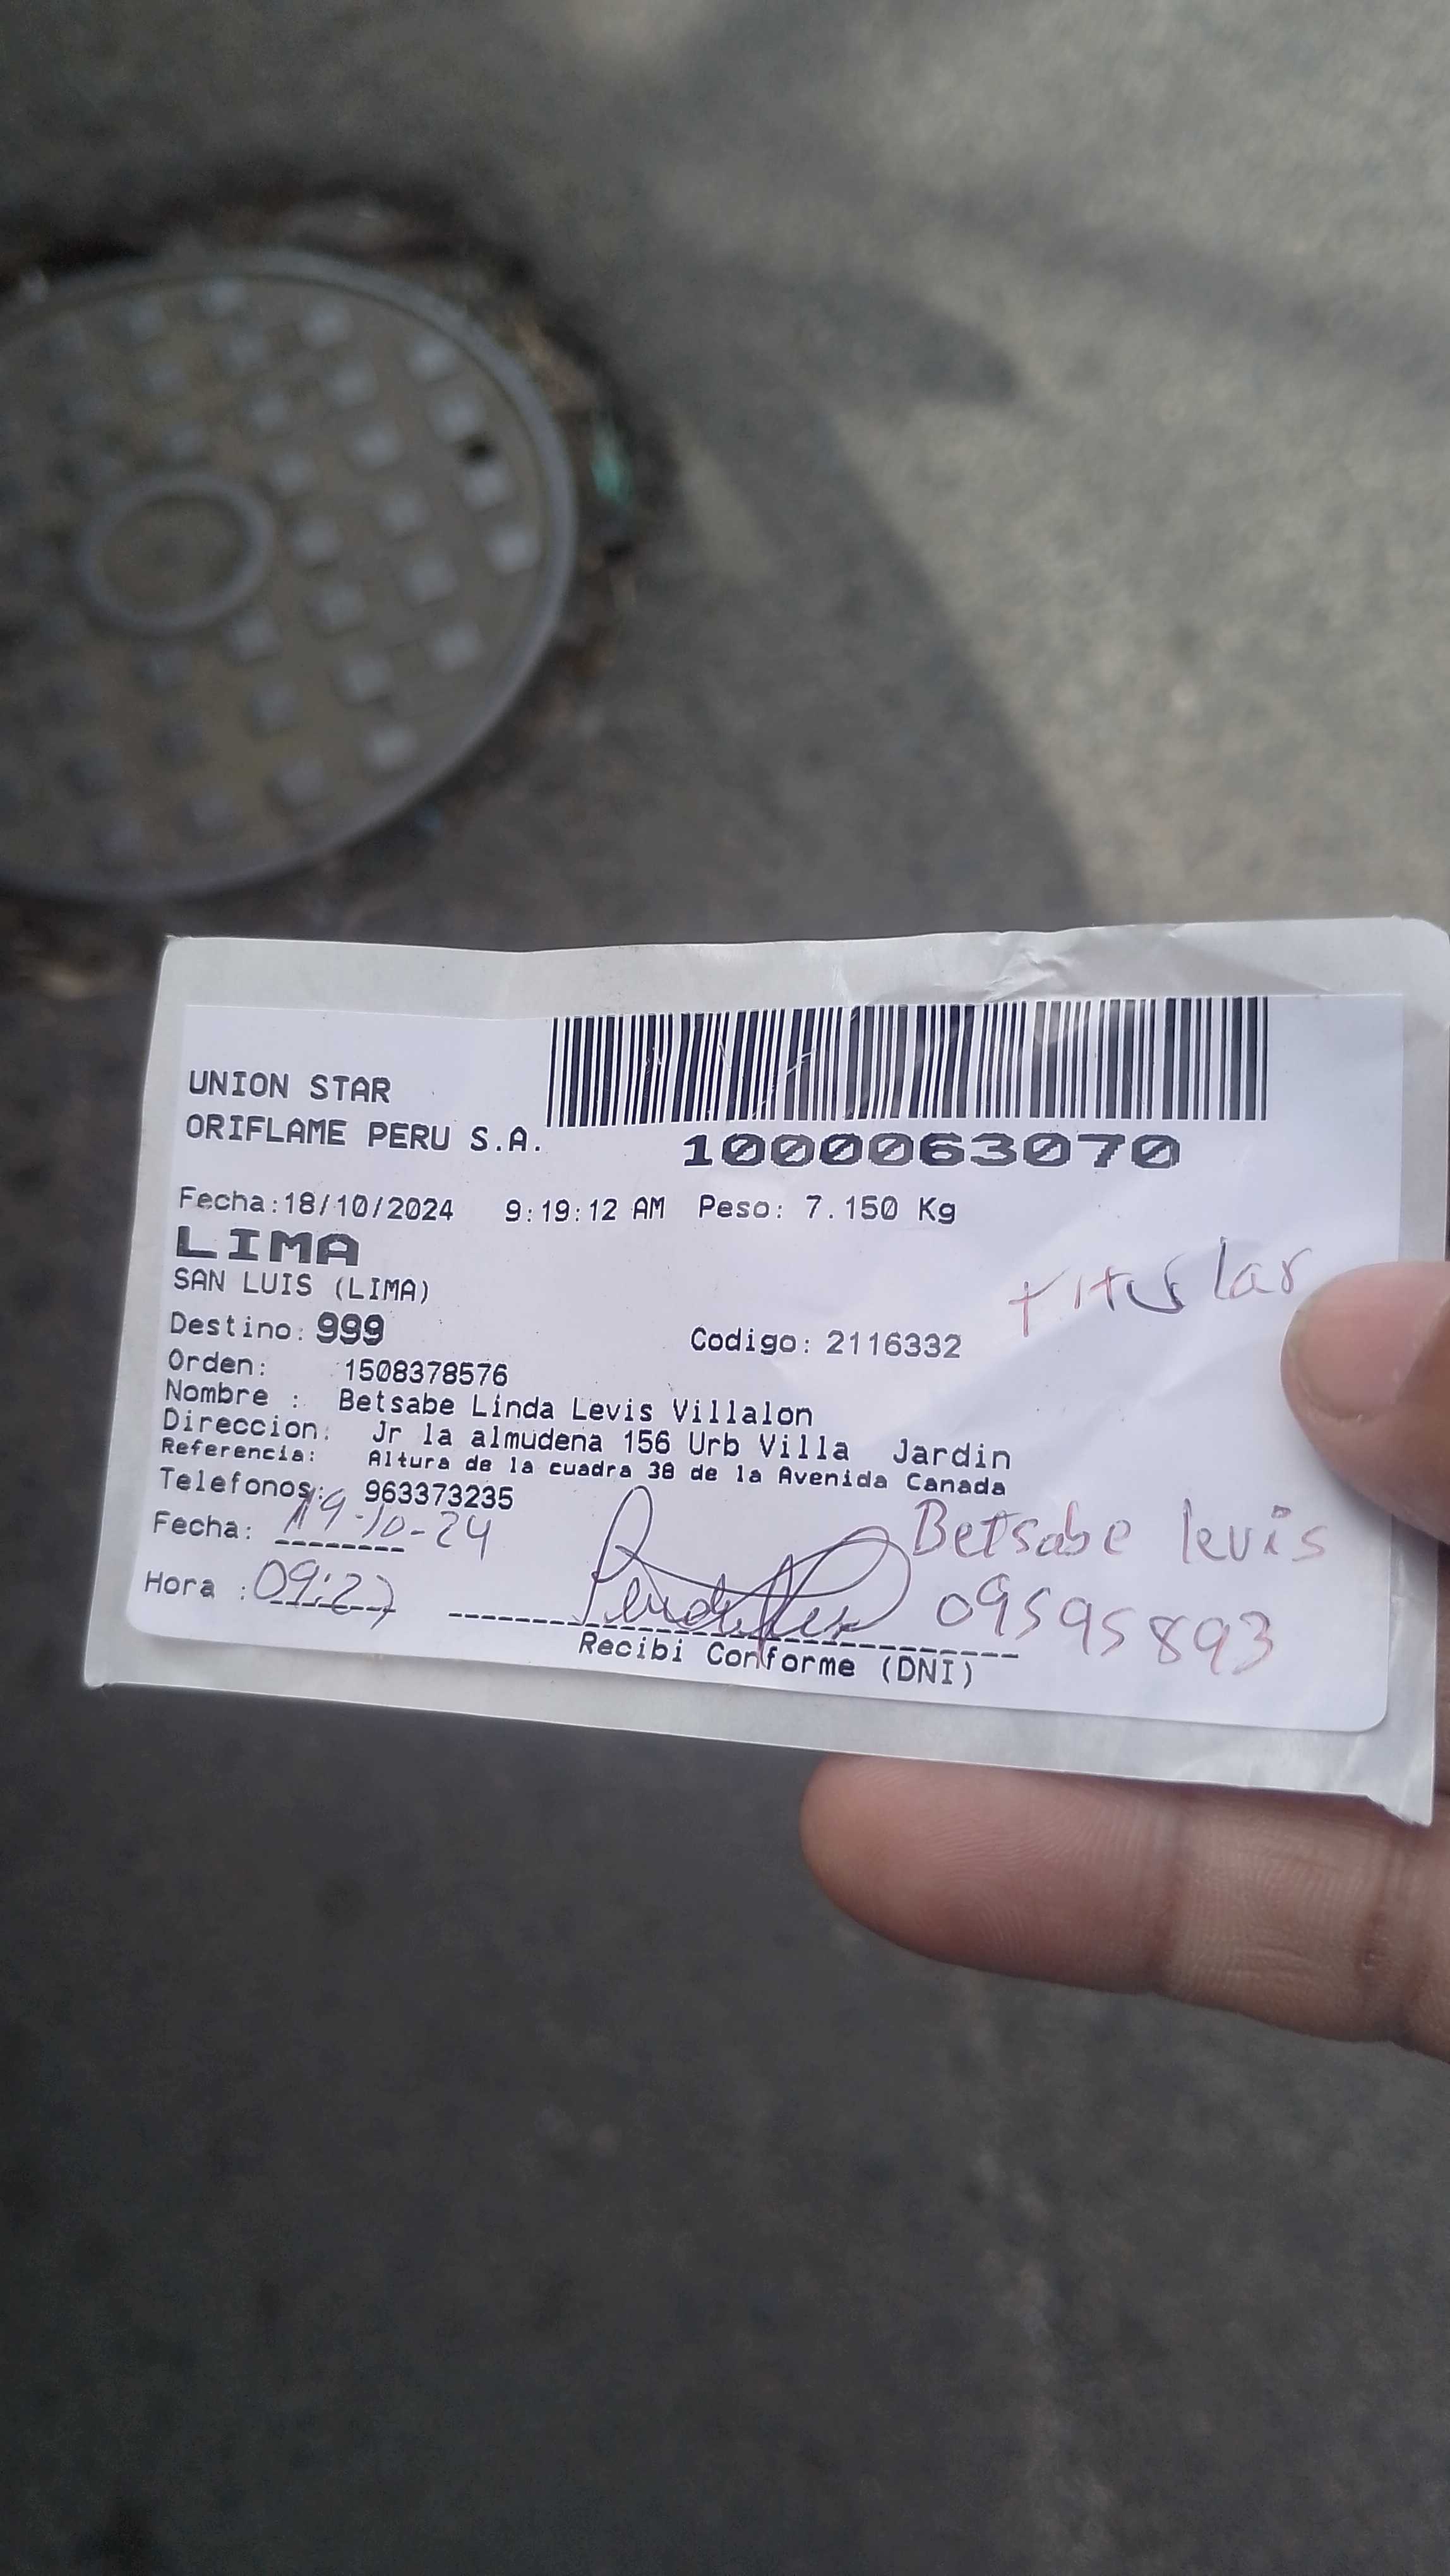 UNION STAR
ORIFLAME PERU S.A.
1000063070
Fecha:18/10/2024 9:19:12 AM Peso: 7.150 Kg
LIMA
SAN LUIS (LIMA)
titular
Destino: 999
Codigo: 2116332
Orden: 1508378576
Nombre : Betsabe Linda Levis Villalon
Direccion: Jr la almudena 156 Urb Villa Jardin
Referencia: Altura de la cuadra 38 de la Avenida Canada
Telefonos: 963373235
Fecha: 19-10-24
Betsabe levis
Hora : 09:27
09595893
Recibi Conforme (DNI)